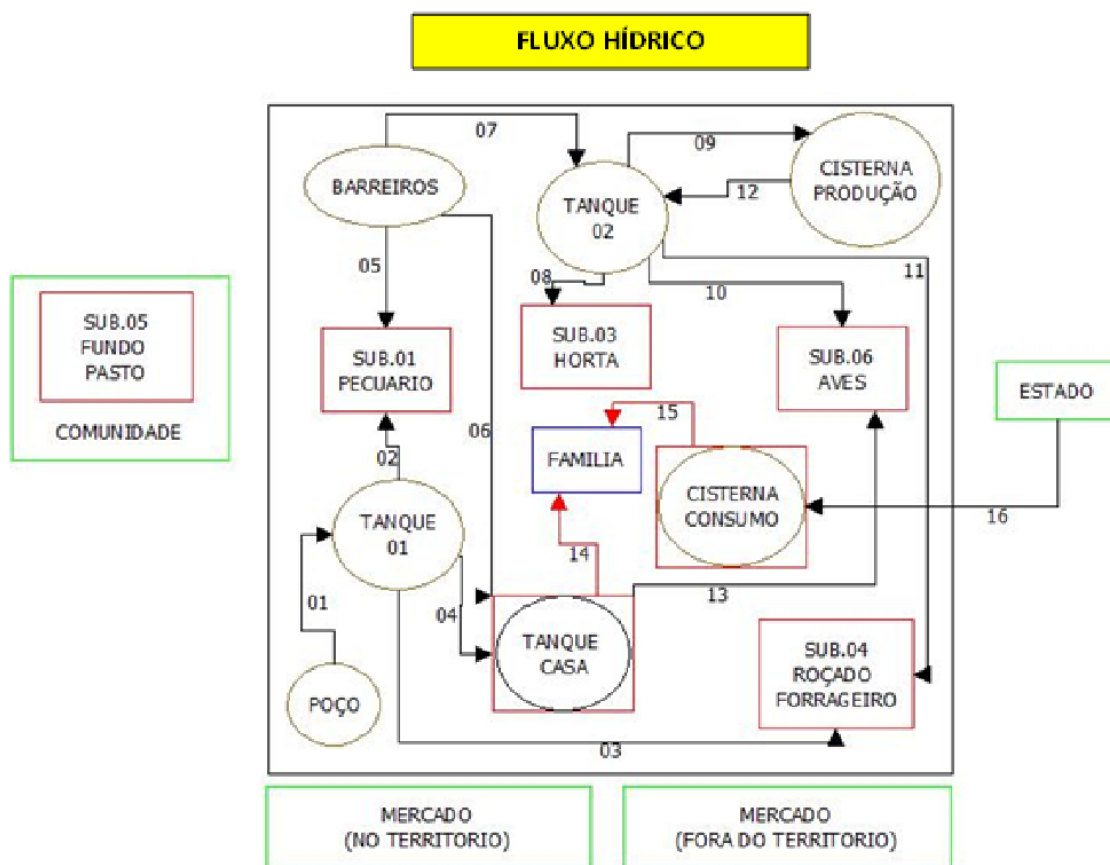 FLUXO HÍDRICO
07
09
BARREIROS
CISTERNA
PRODUÇÃO
12
TANQUE
02
05
08
10
11
SUB.05
FUNDO
PASTO
COMUNIDADE
SUB.01
PECUARIO
SUB.03
HORTA
SUB.06
AVES
ESTADO
15
06
02
FAMILIA
CISTERNA
CONSUMO
16
TANQUE
01
14
01
04
13
TANQUE
CASA
SUB.04
ROÇADO
FORRAGEIRO
POÇO
03
MERCADO
(NO TERRITORIO)
MERCADO
(FORA DO TERRITORIO)